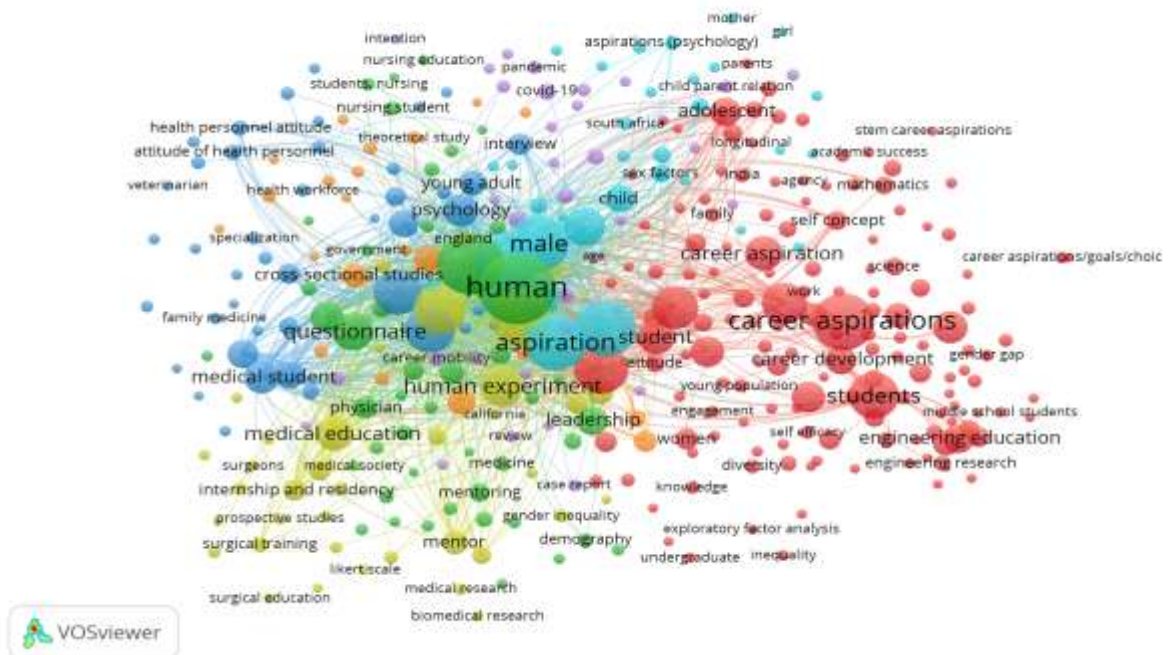 mother
girl
intention
aspirations (psychology)
nursing education
pandemic
parents
students, nursing
covid-19
child parent relation
nursing student
adolescent
south africa
health personnel attitude
theoretical study
interview
longitudinal
stem career aspirations
attitude of health personnel
academic success
veterinarian
health workforce
young adult
sex factors
india
agency
mathematics
psychology
child
family
self concept
specialization
england
male
government
age
career aspiration
career aspirations/goals/choic
cross-sectional studies
human
science
work
family medicine
questionnaire
aspiration
student
career aspirations
career mobility
attitude
career development
gender gap
medical student
human experiment
young population
students
physician
california
leadership
engagement
middle school students
medical education
review
women
self efficacy
engineering education
surgeons
medical society
medicine
diversity
engineering research
internship and residency
mentoring
case report
knowledge
prospective studies
gender inequality
exploratory factor analysis
surgical training
mentor
demography
undergraduate
inequality
likert scale
medical research
surgical education
biomedical research
VOSviewer